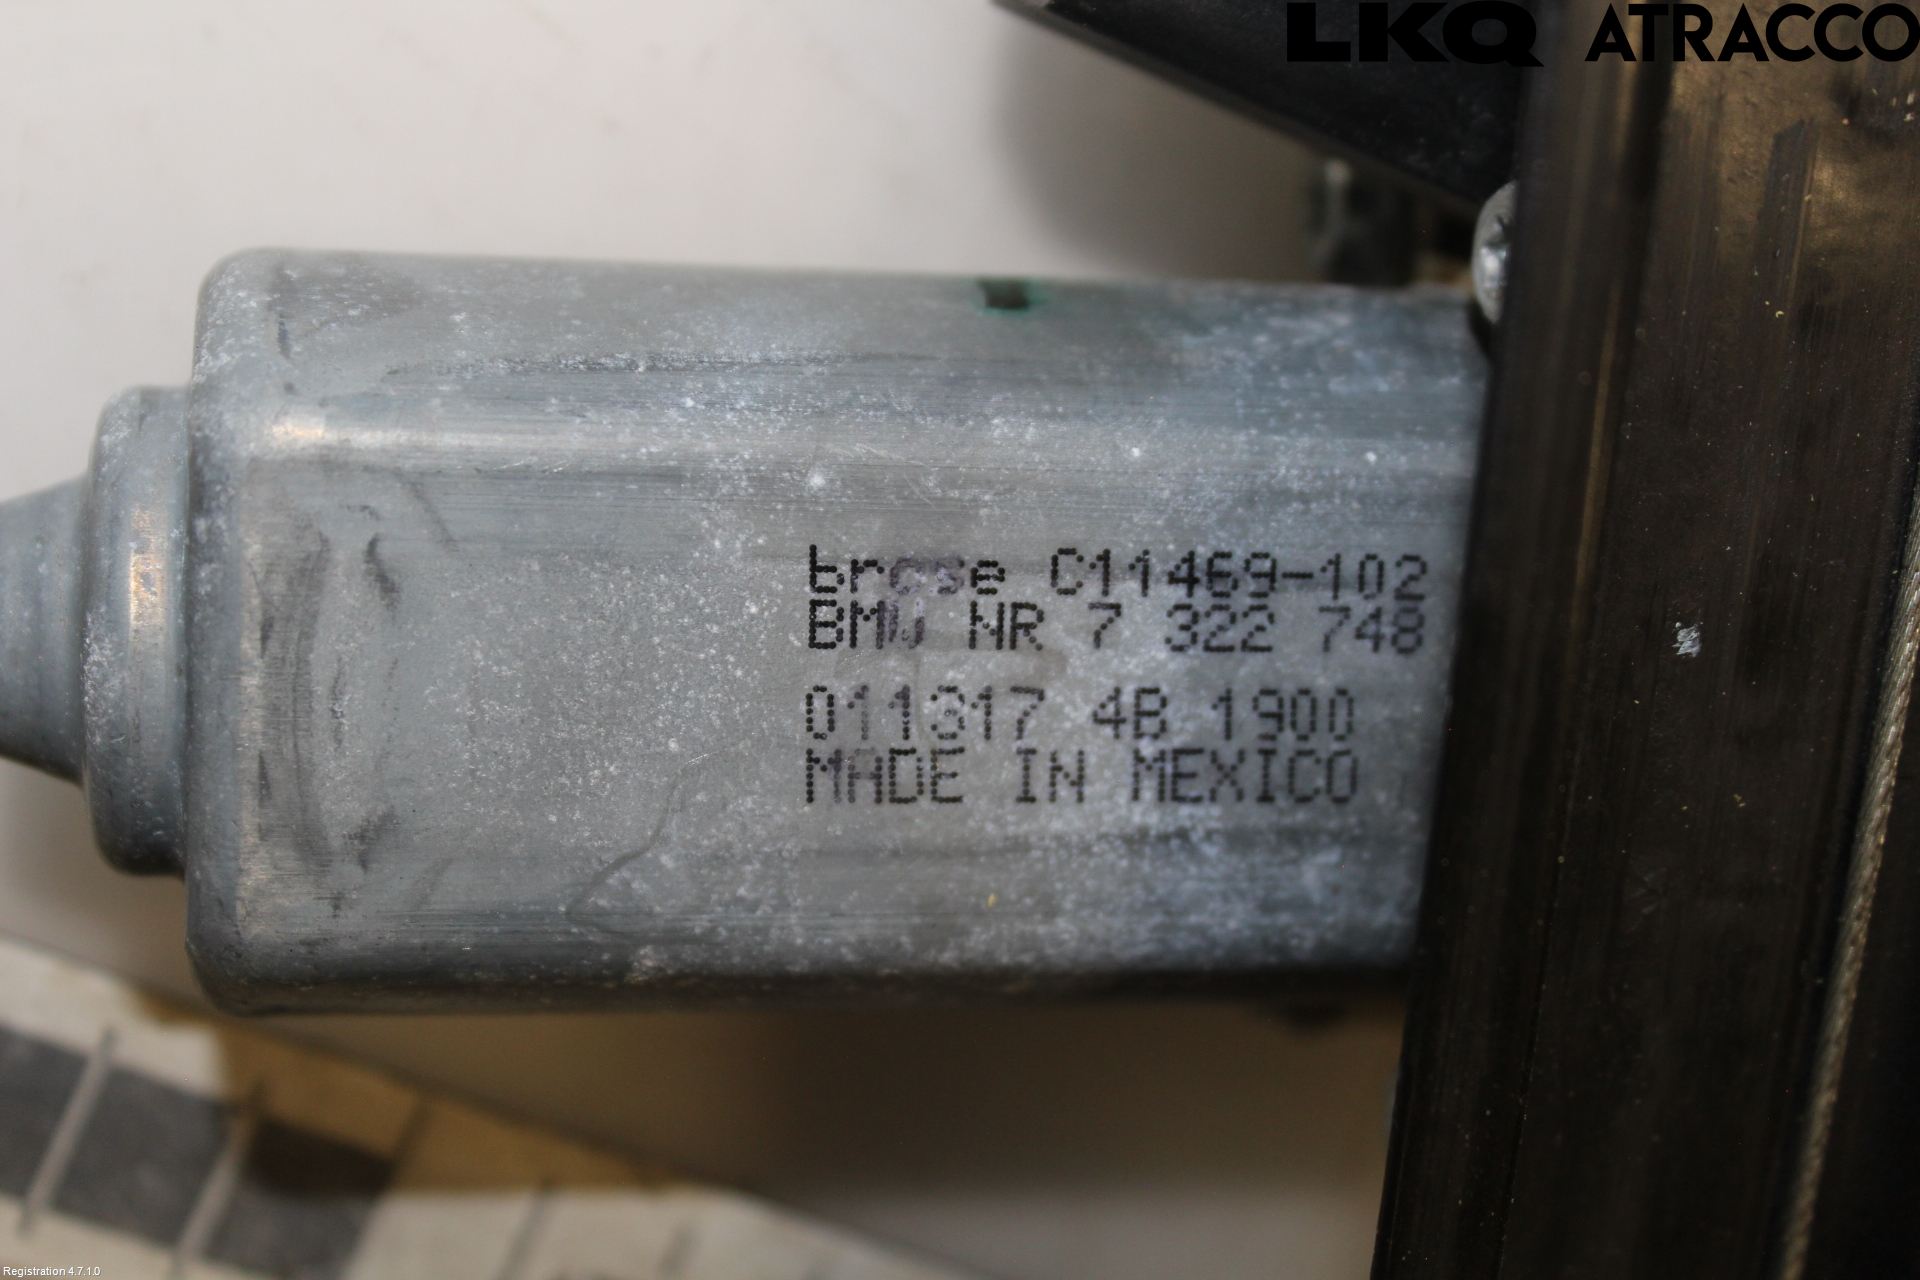 LKQ ATRACCO
brose C11469-102
BMW NR 7 322 748
011317 4B 1900
MADE IN MEXICO
Registration 4.7.1.0